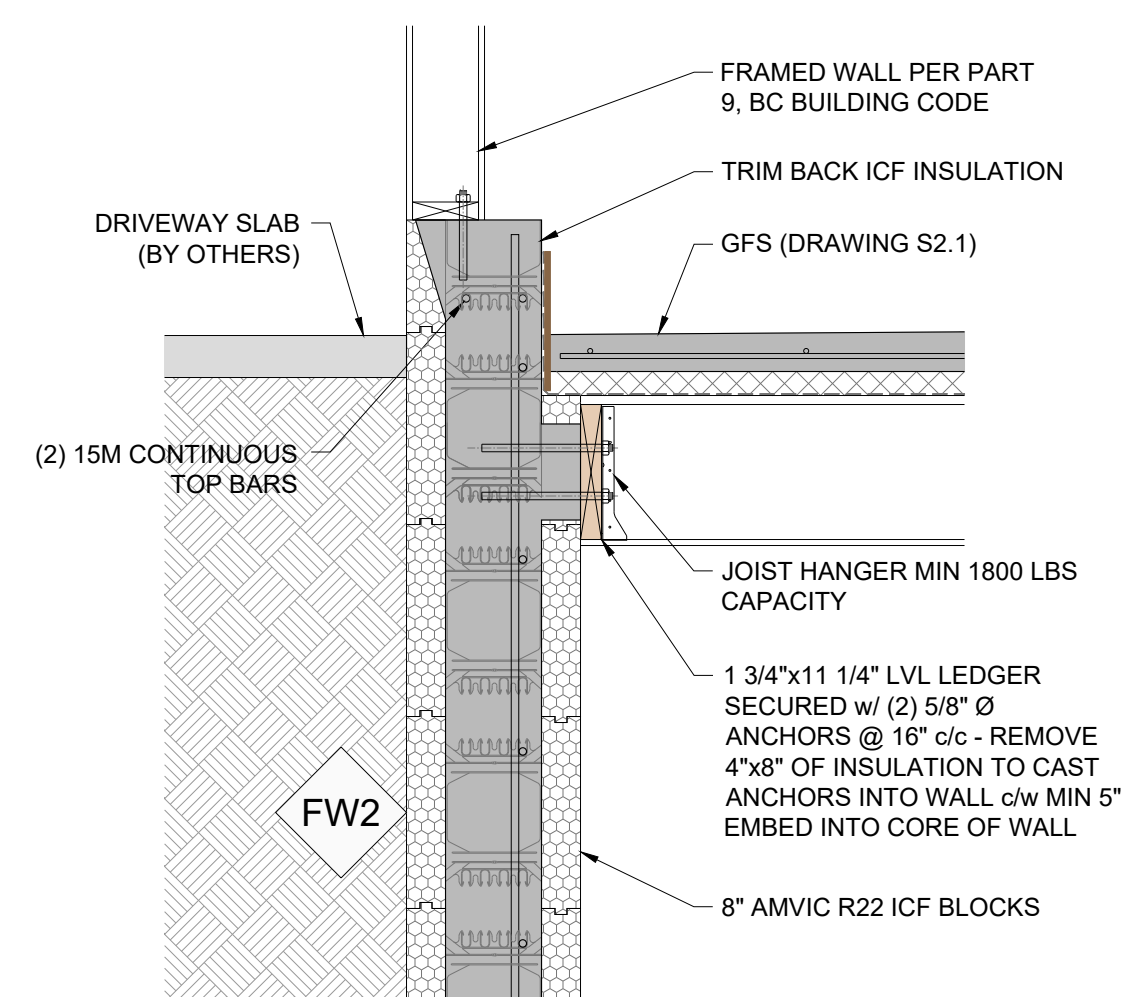 FRAMED WALL PER PART
9, BC BUILDING CODE
TRIM BACK ICF INSULATION
DRIVEWAY SLAB
(BY OTHERS)
GFS (DRAWING S2.1)
(2) 15M CONTINUOUS
TOP BARS
JOIST HANGER MIN 1800 LBS
CAPACITY
1 3/4"x11 1/4" LVL LEDGER
SECURED w/ (2) 5/8" Ø
ANCHORS @ 16" c/c - REMOVE
4"x8" OF INSULATION TO CAST
ANCHORS INTO WALL c/w MIN 5"
EMBED INTO CORE OF WALL
FW2
8" AMVIC R22 ICF BLOCKS